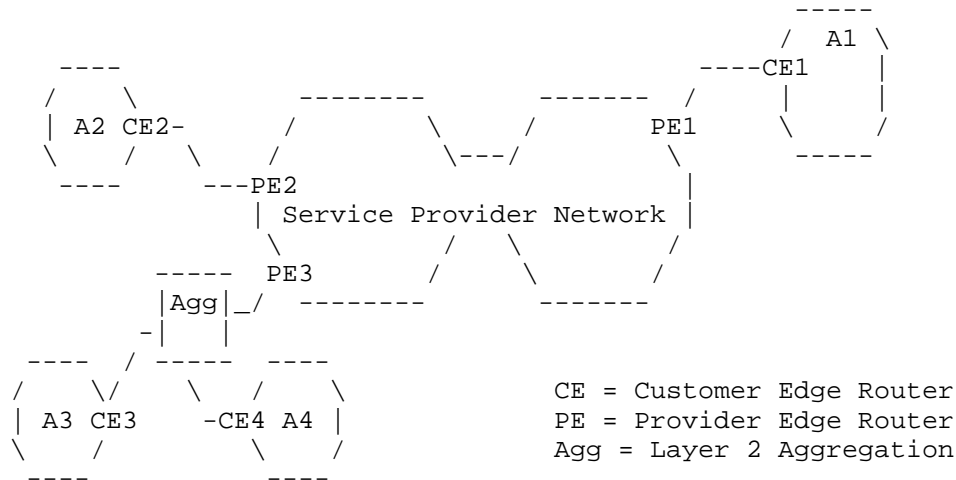 A1
CE1
A2 CE2
PE1
PE2
Service Provider Network
PE3
Agg
CE = Customer Edge Router
A3 CE3 CE4 A4 PE = Provider Edge Router
Agg = Layer 2 Aggregation